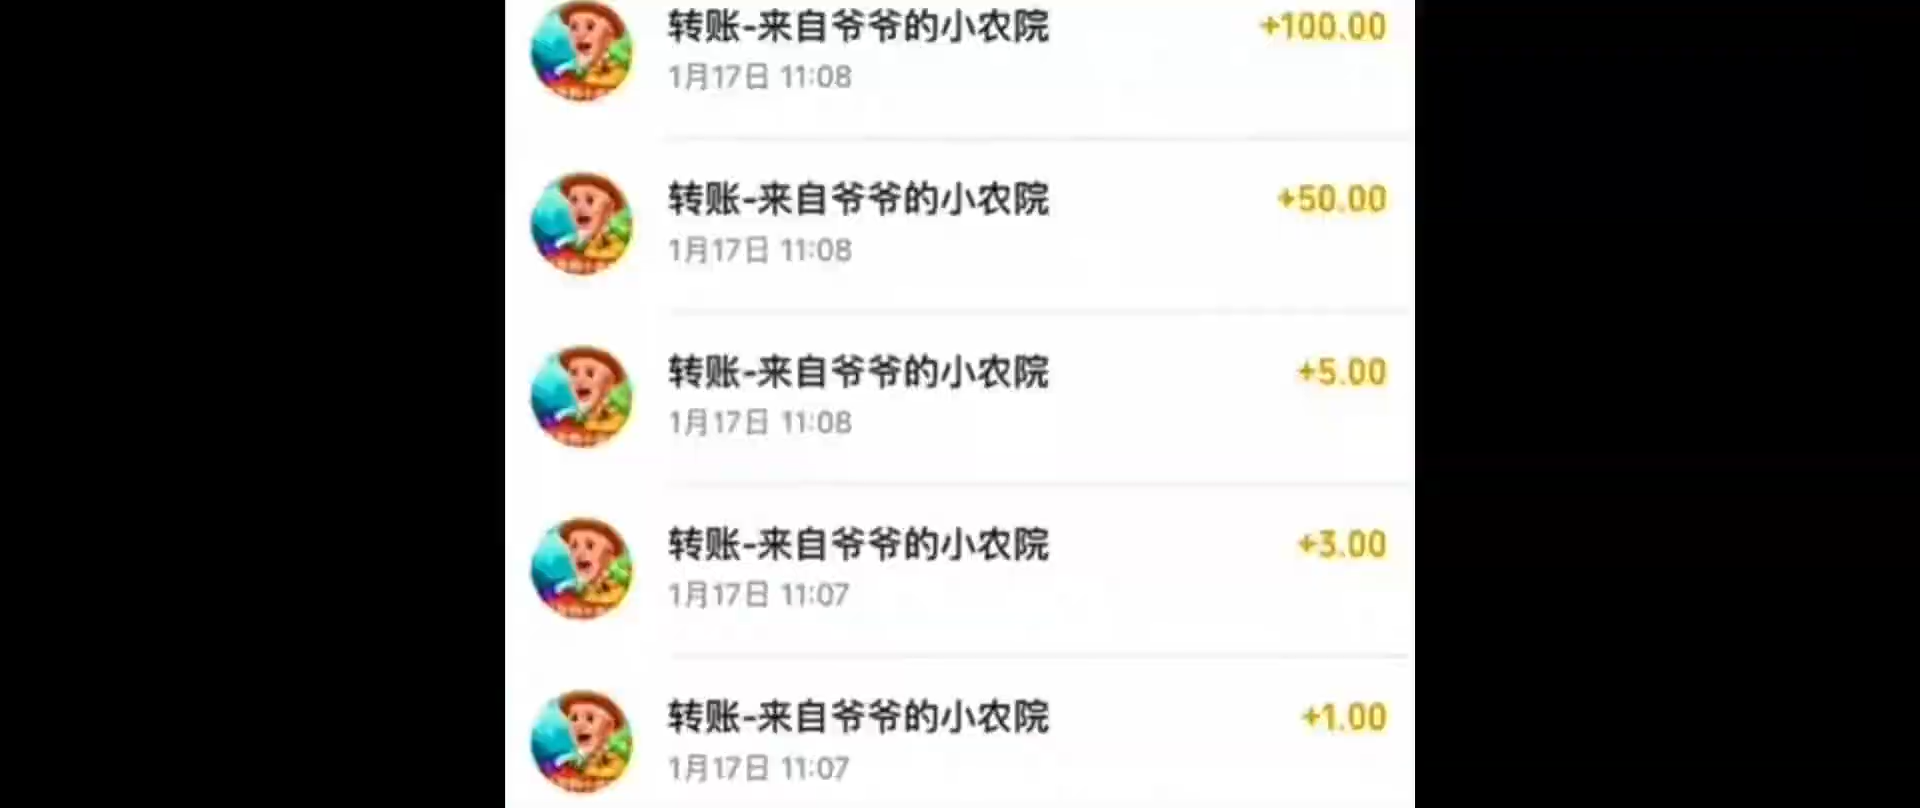 转账-来自爷爷的小农院 +100.00
1月17日 11:08
转账-来自爷爷的小农院 +50.00
1月17日 11:08
转账-来自爷爷的小农院 +5.00
1月17日 11:08
转账-来自爷爷的小农院 +3.00
1月17日 11:07
转账-来自爷爷的小农院 +1.00
1月17日 11:07